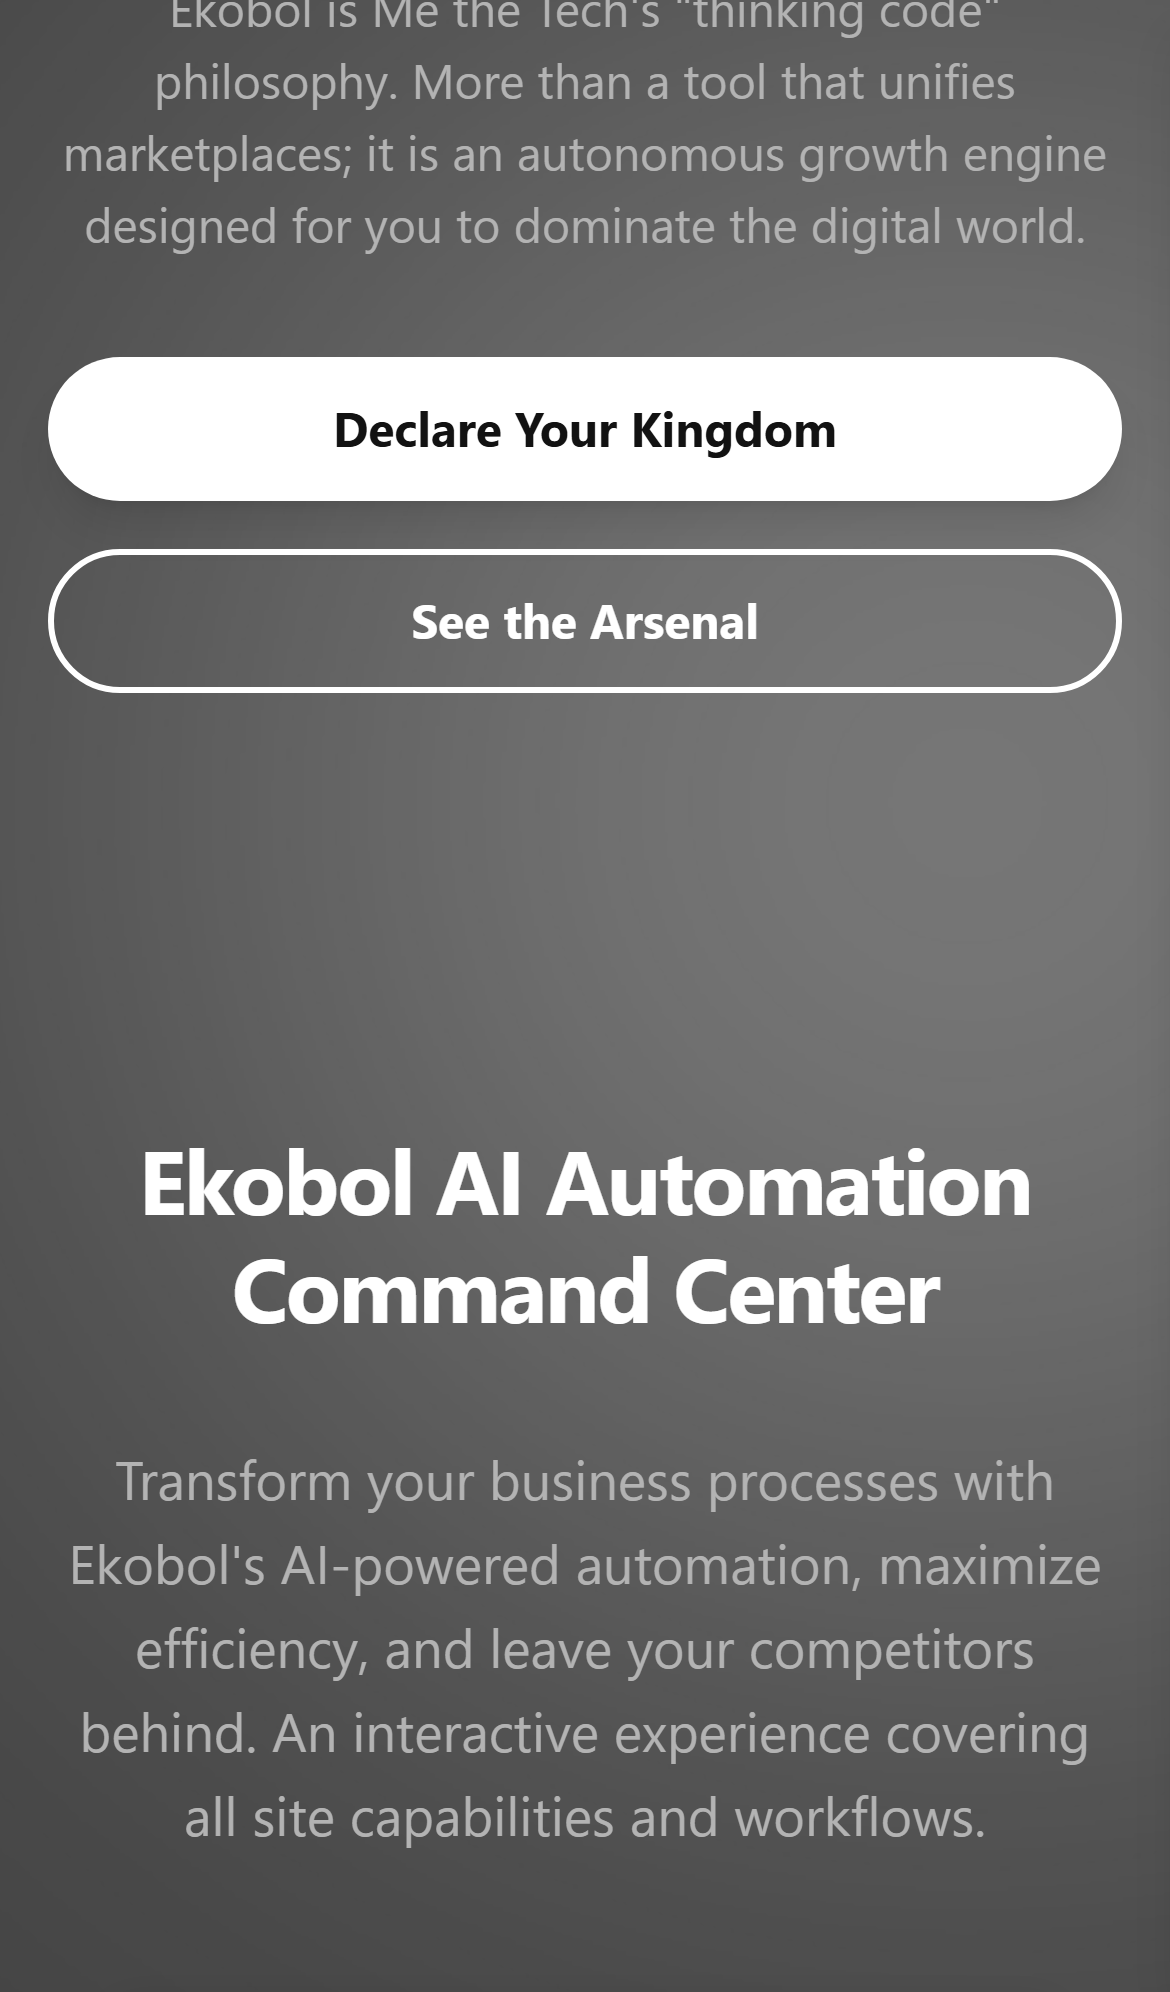 Ekobol is Me the Tech's "thinking code"
philosophy. More than a tool that unifies
marketplaces; it is an autonomous growth engine
designed for you to dominate the digital world.
Declare Your Kingdom
See the Arsenal
Ekobol AI Automation
Command Center
Transform your business processes with
Ekobol's AI-powered automation, maximize
efficiency, and leave your competitors
behind. An interactive experience covering
all site capabilities and workflows.